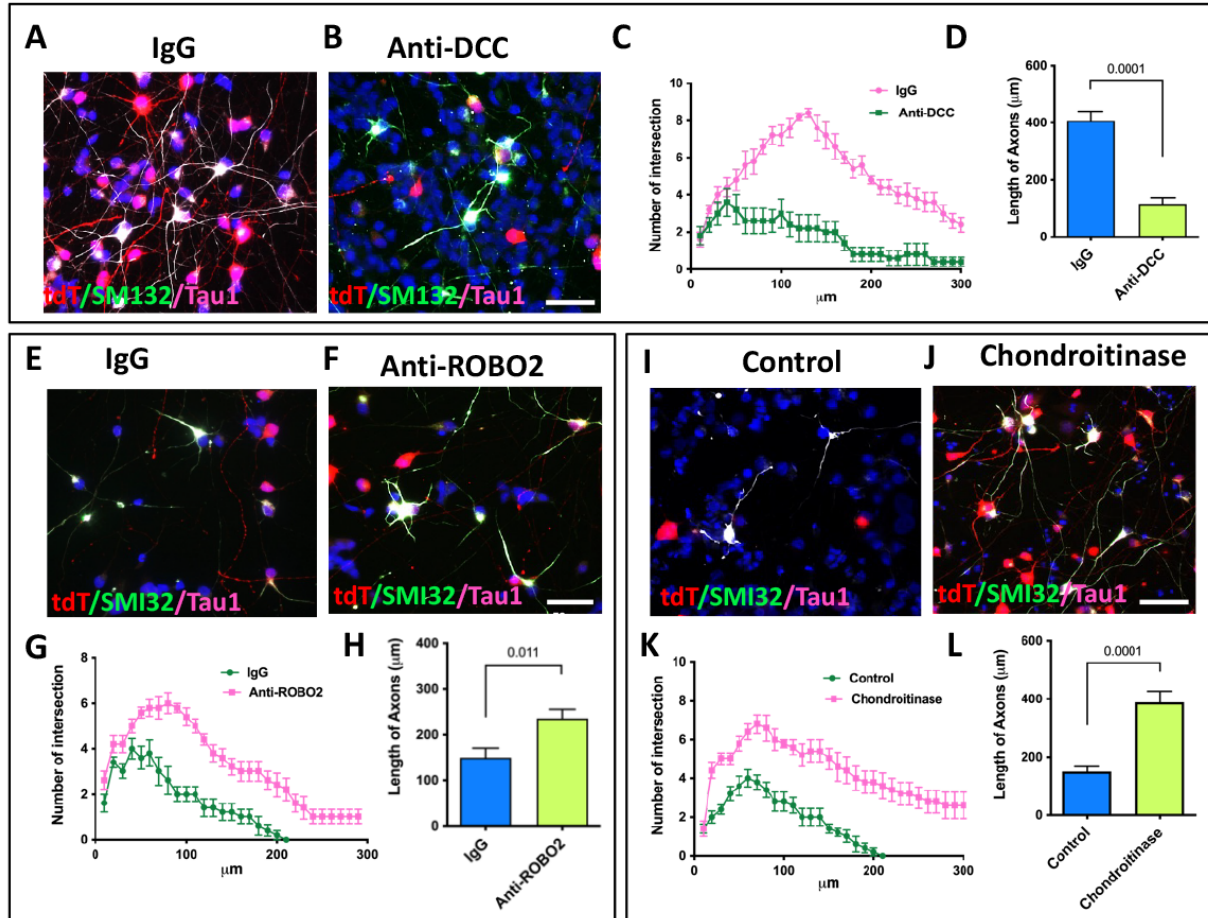 A IgG
B Anti-DCC
tdT/SM132/Tau1
tdT/SM132/Tau1
C
Number of intersection
10
8
6
4
2
0
0 100 200 300
μm
IgG
Anti-DCC
D
Length of Axons (μm)
600
400
200
0
0.0001
IgG
Anti-DCC
E IgG
F Anti-ROBO2
tdT/SMI32/Tau1
tdT/SMI32/Tau1
G
Number of intersection
8
6
4
2
0
0 100 200 300
μm
IgG
Anti-ROBO2
H
Length of Axons (μm)
400
300
200
100
0
0.011
IgG
Anti-ROBO2
I Control
J Chondroitinase
tdT/SMI32/Tau1
tdT/SMI32/Tau1
K
Number of intersection
10
8
6
4
2
0
0 100 200 300
μm
Control
Chondroitinase
L
Length of Axons (μm)
600
400
200
0
0.0001
Control
Chondroitinase